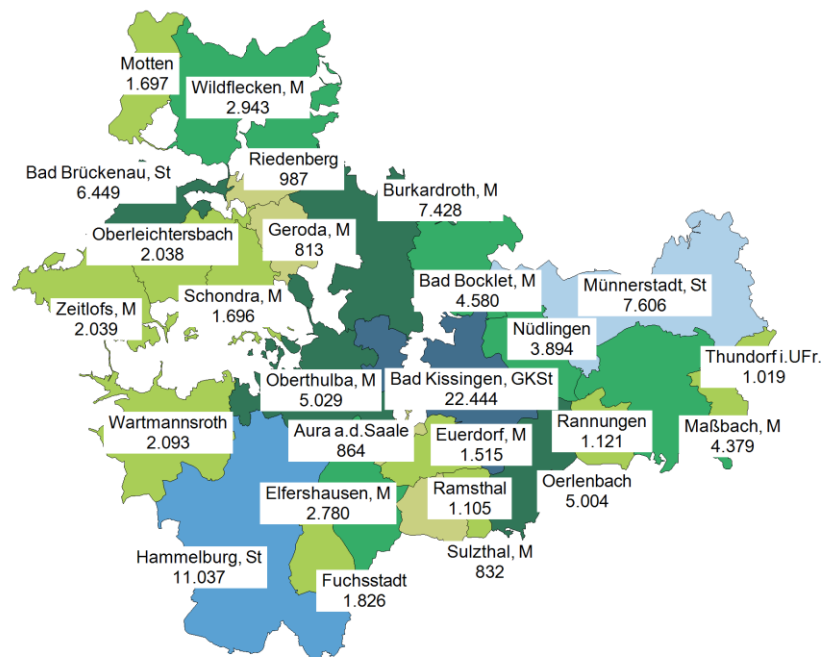 Motten
1.697
Wildflecken, M
2.943
Bad Brückenau, St
6.449
Riedenberg
987
Burkardroth, M
7.428
Oberleichtersbach
2.038
Geroda, M
813
Bad Bocklet, M
4.580
Münnerstadt, St
7.606
Zeitlofs, M
2.039
Schondra, M
1.696
Nüdlingen
3.894
Thundorf i.UFr.
1.019
Oberthulba, M
5.029
Bad Kissingen, GKSt
22.444
Wartmannsroth
2.093
Aura a.d.Saale
864
Euerdorf, M
1.515
Rannungen
1.121
Maßbach, M
4.379
Elfershausen, M
2.780
Ramsthal
1.105
Oerlenbach
5.004
Hammelburg, St
11.037
Sulzthal, M
832
Fuchsstadt
1.826